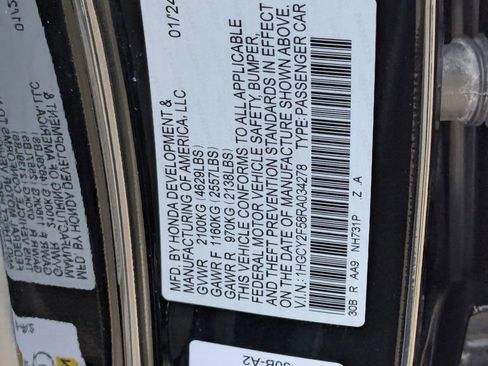 MFD. BY HONDA DEVELOPMENT & 01/24
MANUFACTURING OF AMERICA, LLC
GVWR 2100KG (4629LBS)
GAWR F 1160KG (2557LBS)
GAWR R 970KG (2138LBS)
THIS VEHICLE CONFORMS TO ALL APPLICABLE
FEDERAL MOTOR VEHICLE SAFETY, BUMPER,
& THEFT PREVENTION STANDARDS IN EFFECT
ON THE DATE OF MANUFACTURE SHOWN ABOVE.
V.I.N.: 1HGCY2F58RA034278 TYPE: PASSENGER CAR
30B R AA9 NH731P Z .A
50B-A2